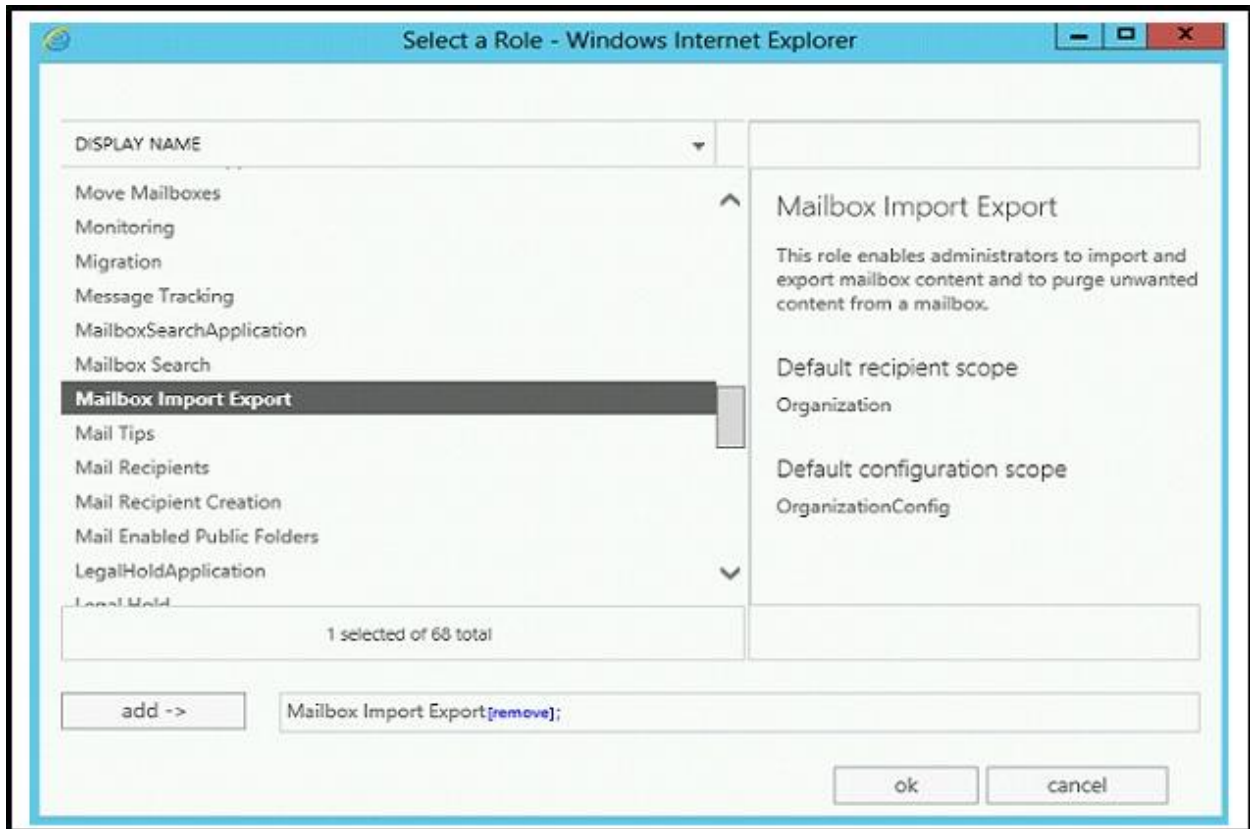 Select a Role - Windows Internet Explorer
DISPLAY NAME
Move Mailboxes
Monitoring
Migration
Message Tracking
MailboxSearchApplication
Mailbox Search
Mailbox Import Export
Mail Tips
Mail Recipients
Mail Recipient Creation
Mail Enabled Public Folders
LegalHoldApplication
Legal Hold
1 selected of 68 total
Mailbox Import Export
This role enables administrators to import and
export mailbox content and to purge unwanted
content from a mailbox.
Default recipient scope
Organization
Default configuration scope
OrganizationConfig
add ->
Mailbox Import Export[remove];
ok
cancel